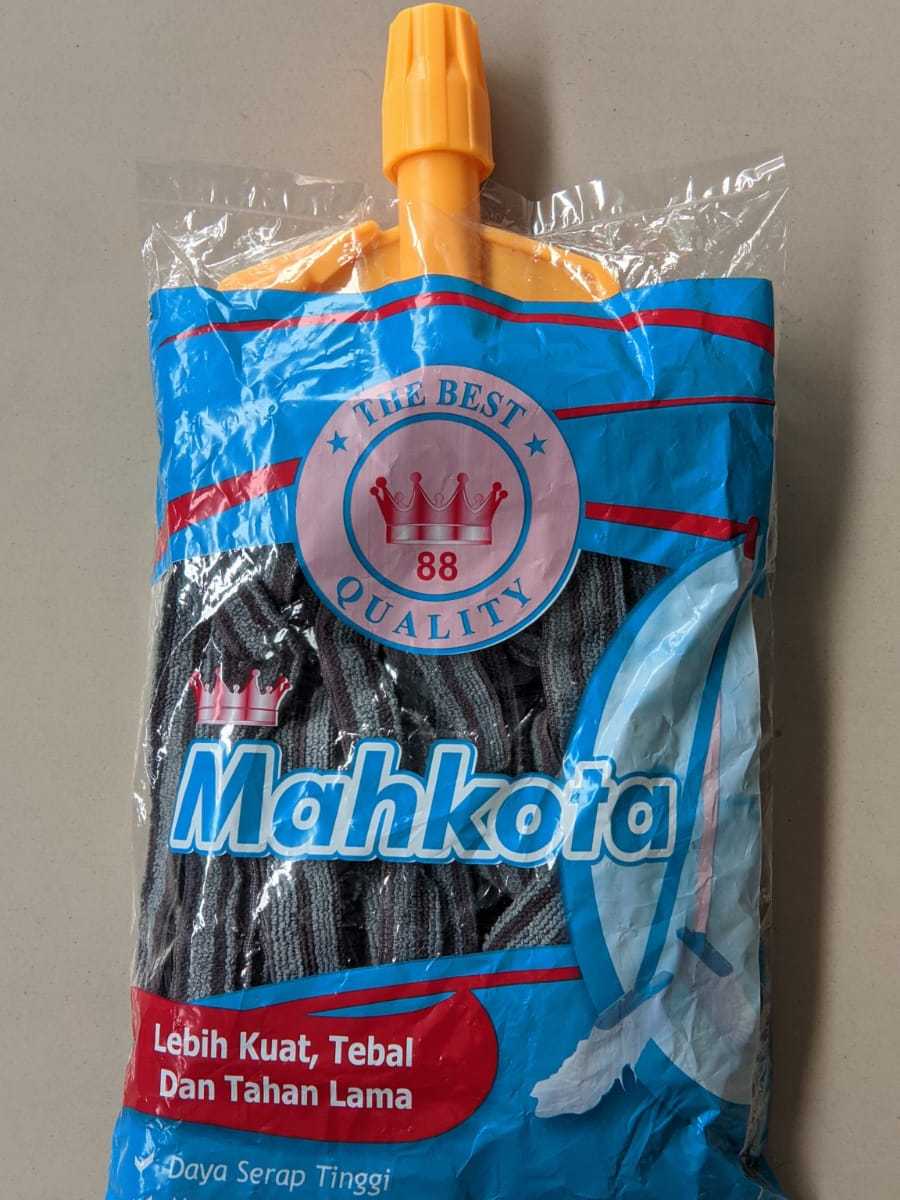 THE BEST
88
QUALITY
Mahkota
Lebih Kuat, Tebal
Dan Tahan Lama
Daya Serap Tinggi